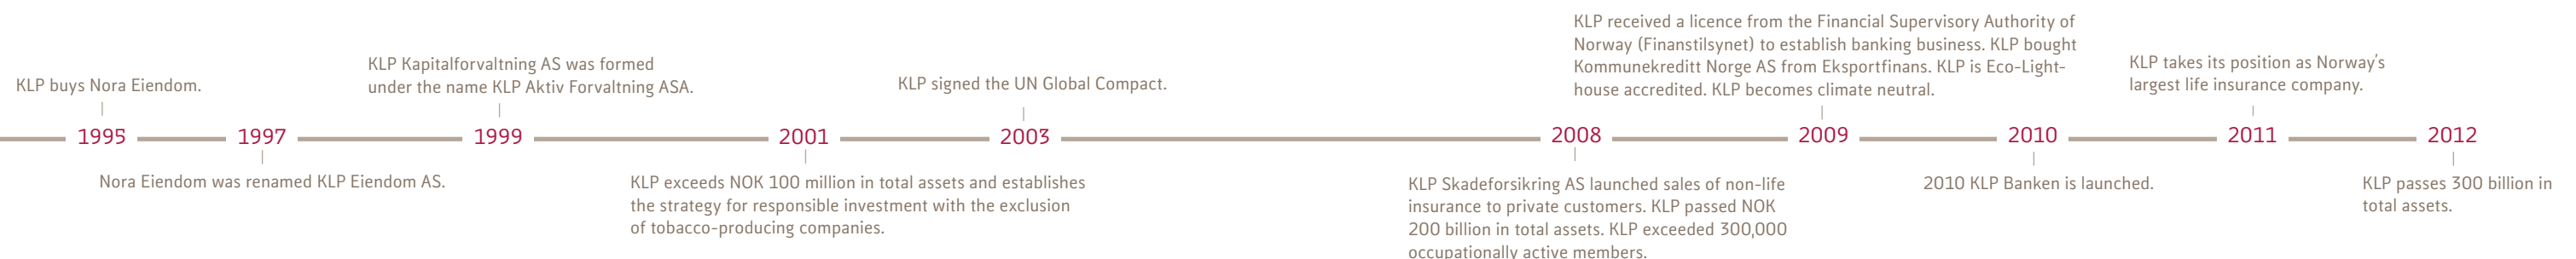 KLP buys Nora Eiendom.
1995
1997
Nora Eiendom was renamed KLP Eiendom AS.
KLP Kapitalforvaltning AS was formed
under the name KLP Aktiv Forvaltning ASA.
1999
2001
KLP exceeds NOK 100 million in total assets and establishes
the strategy for responsible investment with the exclusion
of tobacco-producing companies.
KLP signed the UN Global Compact.
2003
2008
KLP Skadeforsikring AS launched sales of non-life
insurance to private customers. KLP passed NOK
200 billion in total assets. KLP exceeded 300,000
occupationally active members.
KLP received a licence from the Financial Supervisory Authority of
Norway (Finanstilsynet) to establish banking business. KLP bought
Kommunekreditt Norge AS from Eksportfinans. KLP is Eco-Light-
house accredited. KLP becomes climate neutral.
2009
2010
2010 KLP Banken is launched.
KLP takes its position as Norway's
largest life insurance company.
2011
2012
KLP passes 300 billion in
total assets.